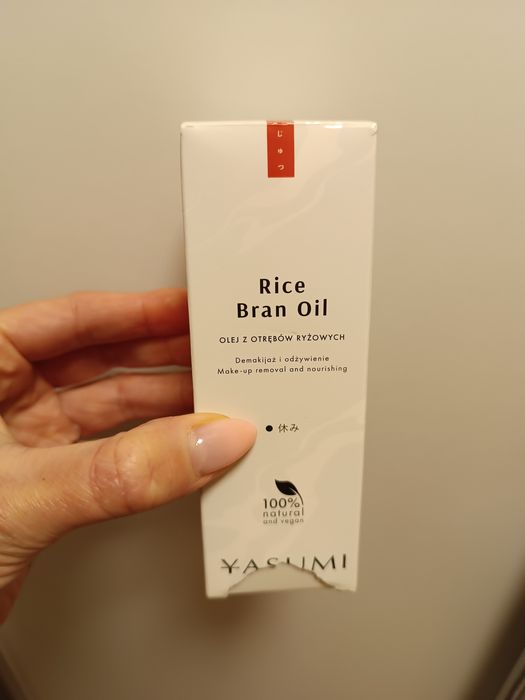 じゅつ
Rice
Bran Oil
OLEJ Z OTRĘBÓW RYŻOWYCH
Demakijaż i odżywienie
Make-up removal and nourishing
休み
100%
natural
and vegan
YASUMI